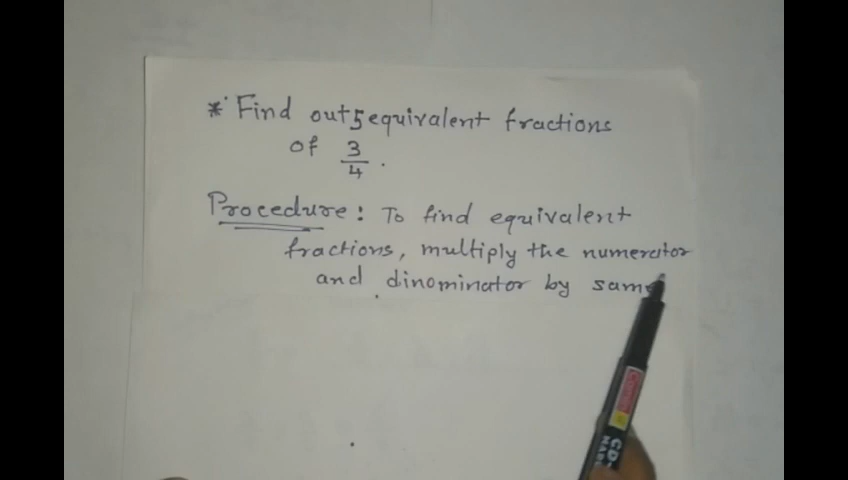 * Find out 5 equivalent fractions
of 3/4.
Procedure: To find equivalent
fractions, multiply the numerator
and dinominator by same
CD-